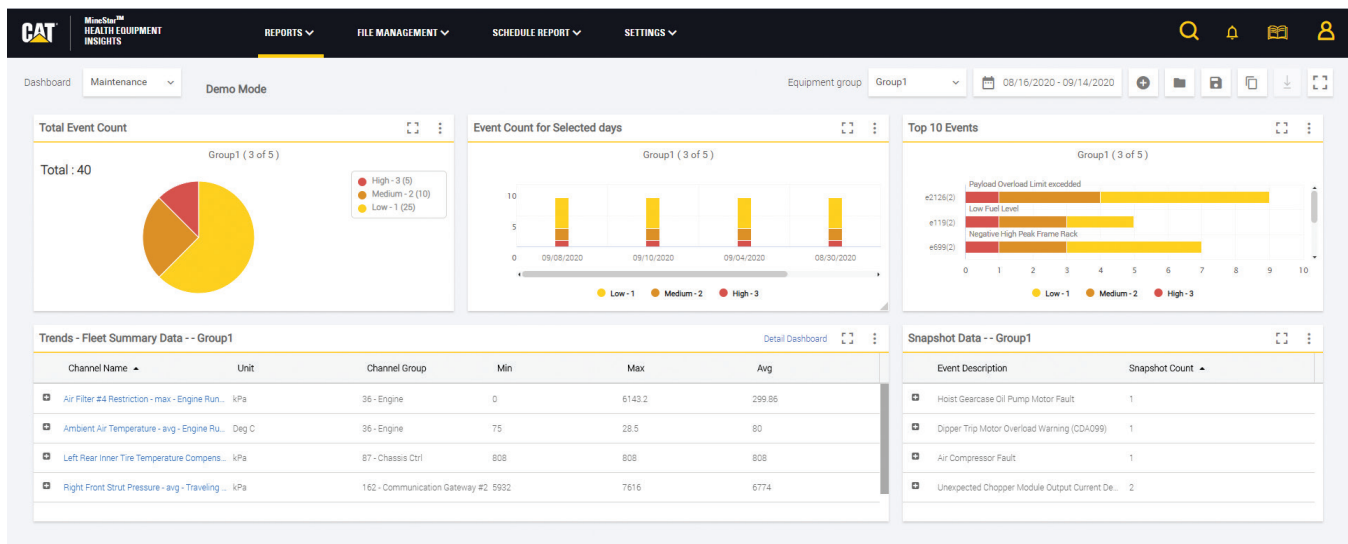 CAT
MineStar™
HEALTH EQUIPMENT
INSIGHTS
REPORTS
FILE MANAGEMENT
SCHEDULE REPORT
SETTINGS
Dashboard
Maintenance
Demo Mode
Equipment group
Group1
08/16/2020 - 09/14/2020
Total Event Count
Group1 ( 3 of 5 )
Total : 40
High - 3 (5)
Medium - 2 (10)
Low - 1 (25)
Event Count for Selected days
Group1 ( 3 of 5 )
10
5
0
09/08/2020 09/10/2020 09/04/2020 08/30/2020
Low - 1 Medium - 2 High - 3
Top 10 Events
Group1 ( 3 of 5 )
Payload Overload Limit excedded
e2126(2)
Low Fuel Level
e119(2)
Negative High Peak Frame Rack
e699(2)
0 1 2 3 4 5 6 7 8 9 10
Low - 1 Medium - 2 High - 3
Trends - Fleet Summary Data - - Group1
Detail Dashboard
Channel Name Unit Channel Group Min Max Avg
Air Filter #4 Restriction - max - Engine Run... kPa 36 - Engine 0 6143.2 299.86
Ambient Air Temperature - avg - Engine Ru... Deg C 36 - Engine 75 28.5 80
Left Rear Inner Tire Temperature Compens... kPa 87 - Chassis Ctrl 808 808 808
Right Front Strut Pressure - avg - Traveling ... kPa 162 - Communication Gateway #2 5932 7616 6774
Snapshot Data - - Group1
Event Description Snapshot Count
Hoist Gearcase Oil Pump Motor Fault 1
Dipper Trip Motor Overload Warning (CDA099) 1
Air Compressor Fault 1
Unexpected Chopper Module Output Current De... 2